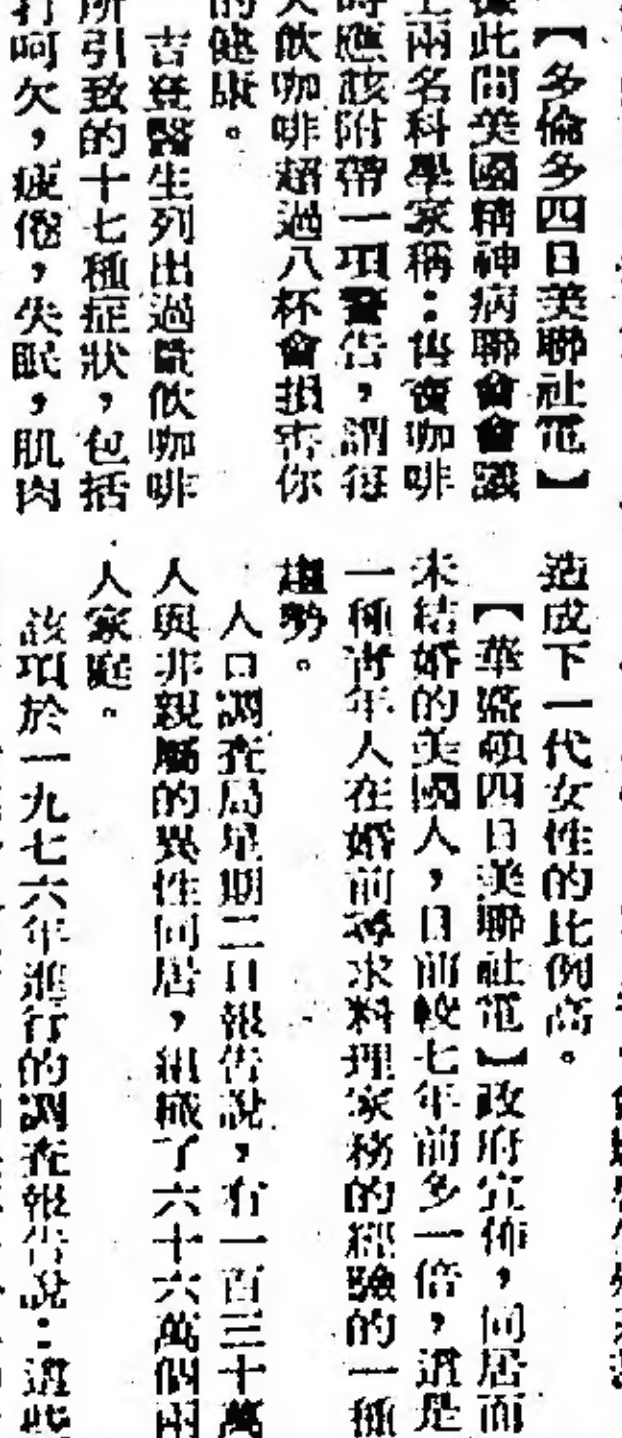 【多倫多四日美聯社電】
據此間美國精神病聯會會議
上兩名科學家稱：售賣咖啡
時應該附帶一項警告，謂每
天飲咖啡超過八杯會損害你
的健康。
吉登醫生列出過量飲咖啡
所引致的十七種症狀，包括
打呵欠，疲倦，失眠，肌肉
造成下一代女性的比例高。
【華盛頓四日美聯社電】政府宣佈，同居而
未結婚的美國人，目前較七年前多一倍，這是
一種青年人在婚前尋求料理家務的經驗的一種
趨勢。
人口調查局星期二日報告說，有一百三十萬
人與非親屬的異性同居，組織了六十六萬個兩
人家庭。
該項於一九七六年進行的調查報告說：這些